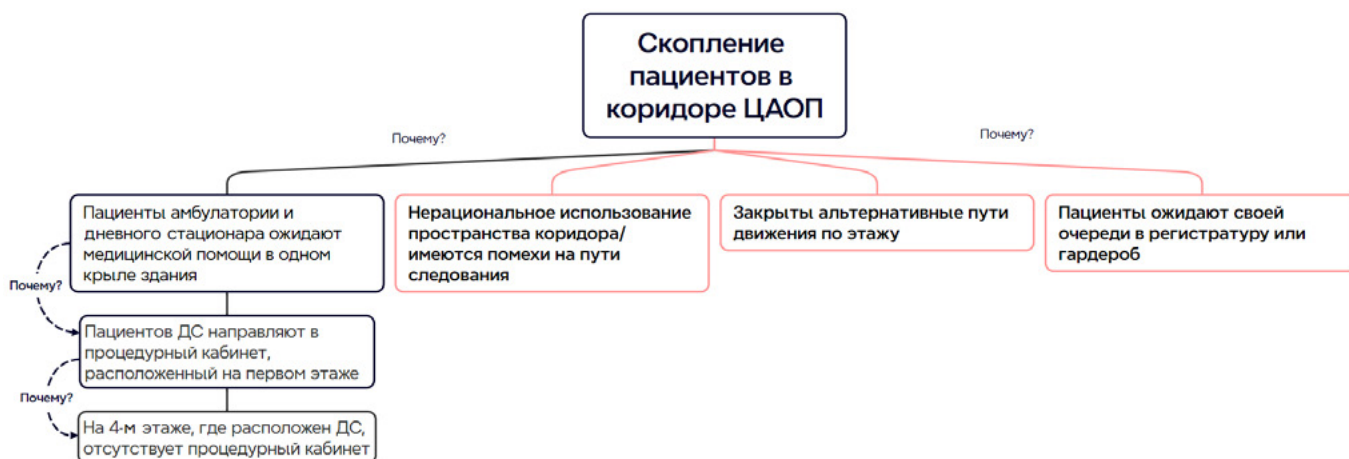 Скопление
пациентов в
коридоре ЦАОП
Почему?
Почему?
Пациенты амбулатории и
дневного стационара ожидают
медицинской помощи в одном
крыле здания
Нерациональное использование
пространства коридора/
имеются помехи на пути
следования
Закрыты альтернативные пути
движения по этажу
Пациенты ожидают своей
очереди в регистратуру или
гардероб
Почему?
Пациентов ДС направляют в
процедурный кабинет,
расположенный на первом этаже
Почему?
На 4-м этаже, где расположен ДС,
отсутствует процедурный кабинет